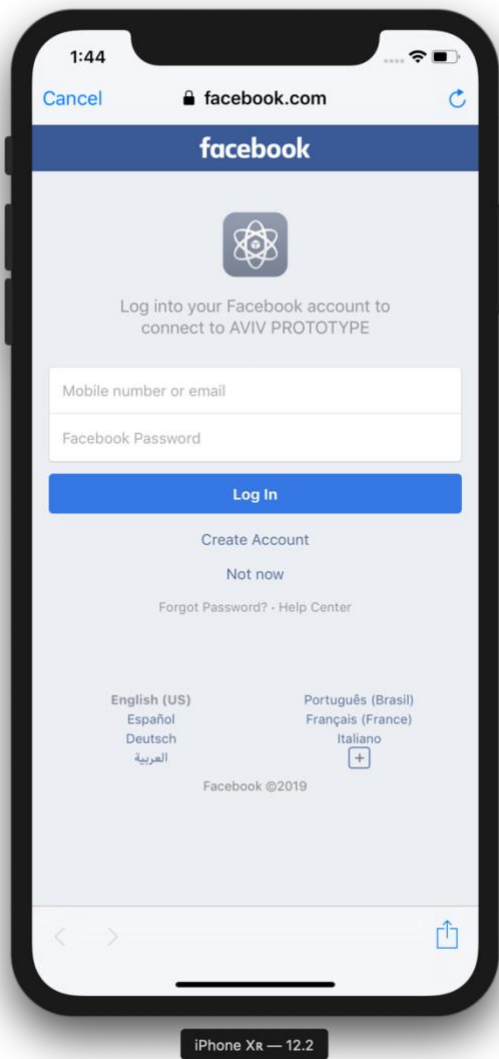 1:44
Cancel
facebook.com
facebook
Log into your Facebook account to
connect to AVIV PROTOTYPE
Mobile number or email
Facebook Password
Log In
Create Account
Not now
Forgot Password? · Help Center
English (US)
Português (Brasil)
Español
Français (France)
Deutsch
Italiano
العربية
Facebook ©2019
iPhone Xʀ — 12.2